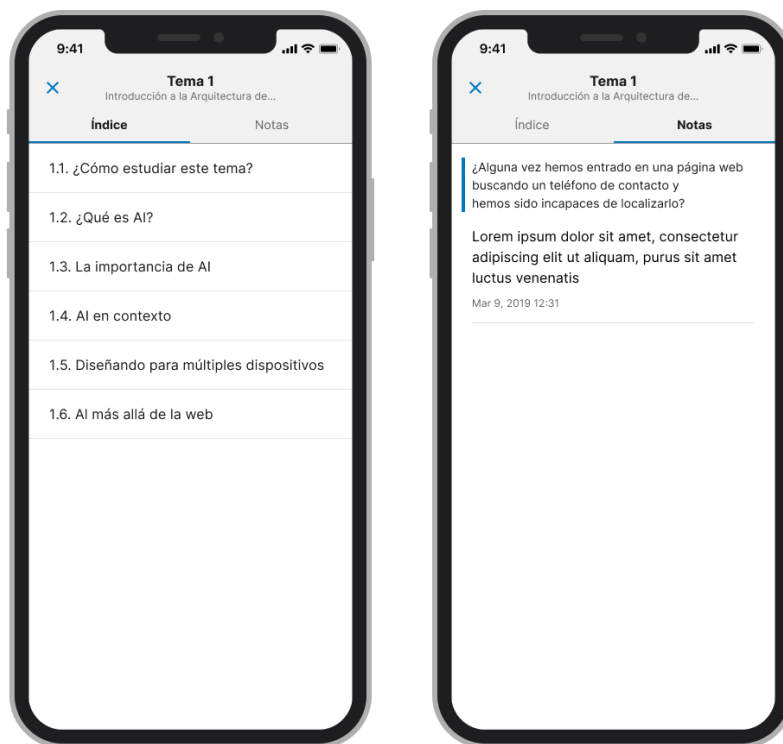 9:41
Tema 1
Introducción a la Arquitectura de...
Índice
Notas
1.1. ¿Cómo estudiar este tema?
1.2. ¿Qué es AI?
1.3. La importancia de AI
1.4. AI en contexto
1.5. Diseñando para múltiples dispositivos
1.6. AI más allá de la web
9:41
Tema 1
Introducción a la Arquitectura de...
Índice
Notas
¿Alguna vez hemos entrado en una página web
buscando un teléfono de contacto y
hemos sido incapaces de localizarlo?
Lorem ipsum dolor sit amet, consectetur
adipiscing elit ut aliquam, purus sit amet
luctus venenatis
Mar 9, 2019 12:31